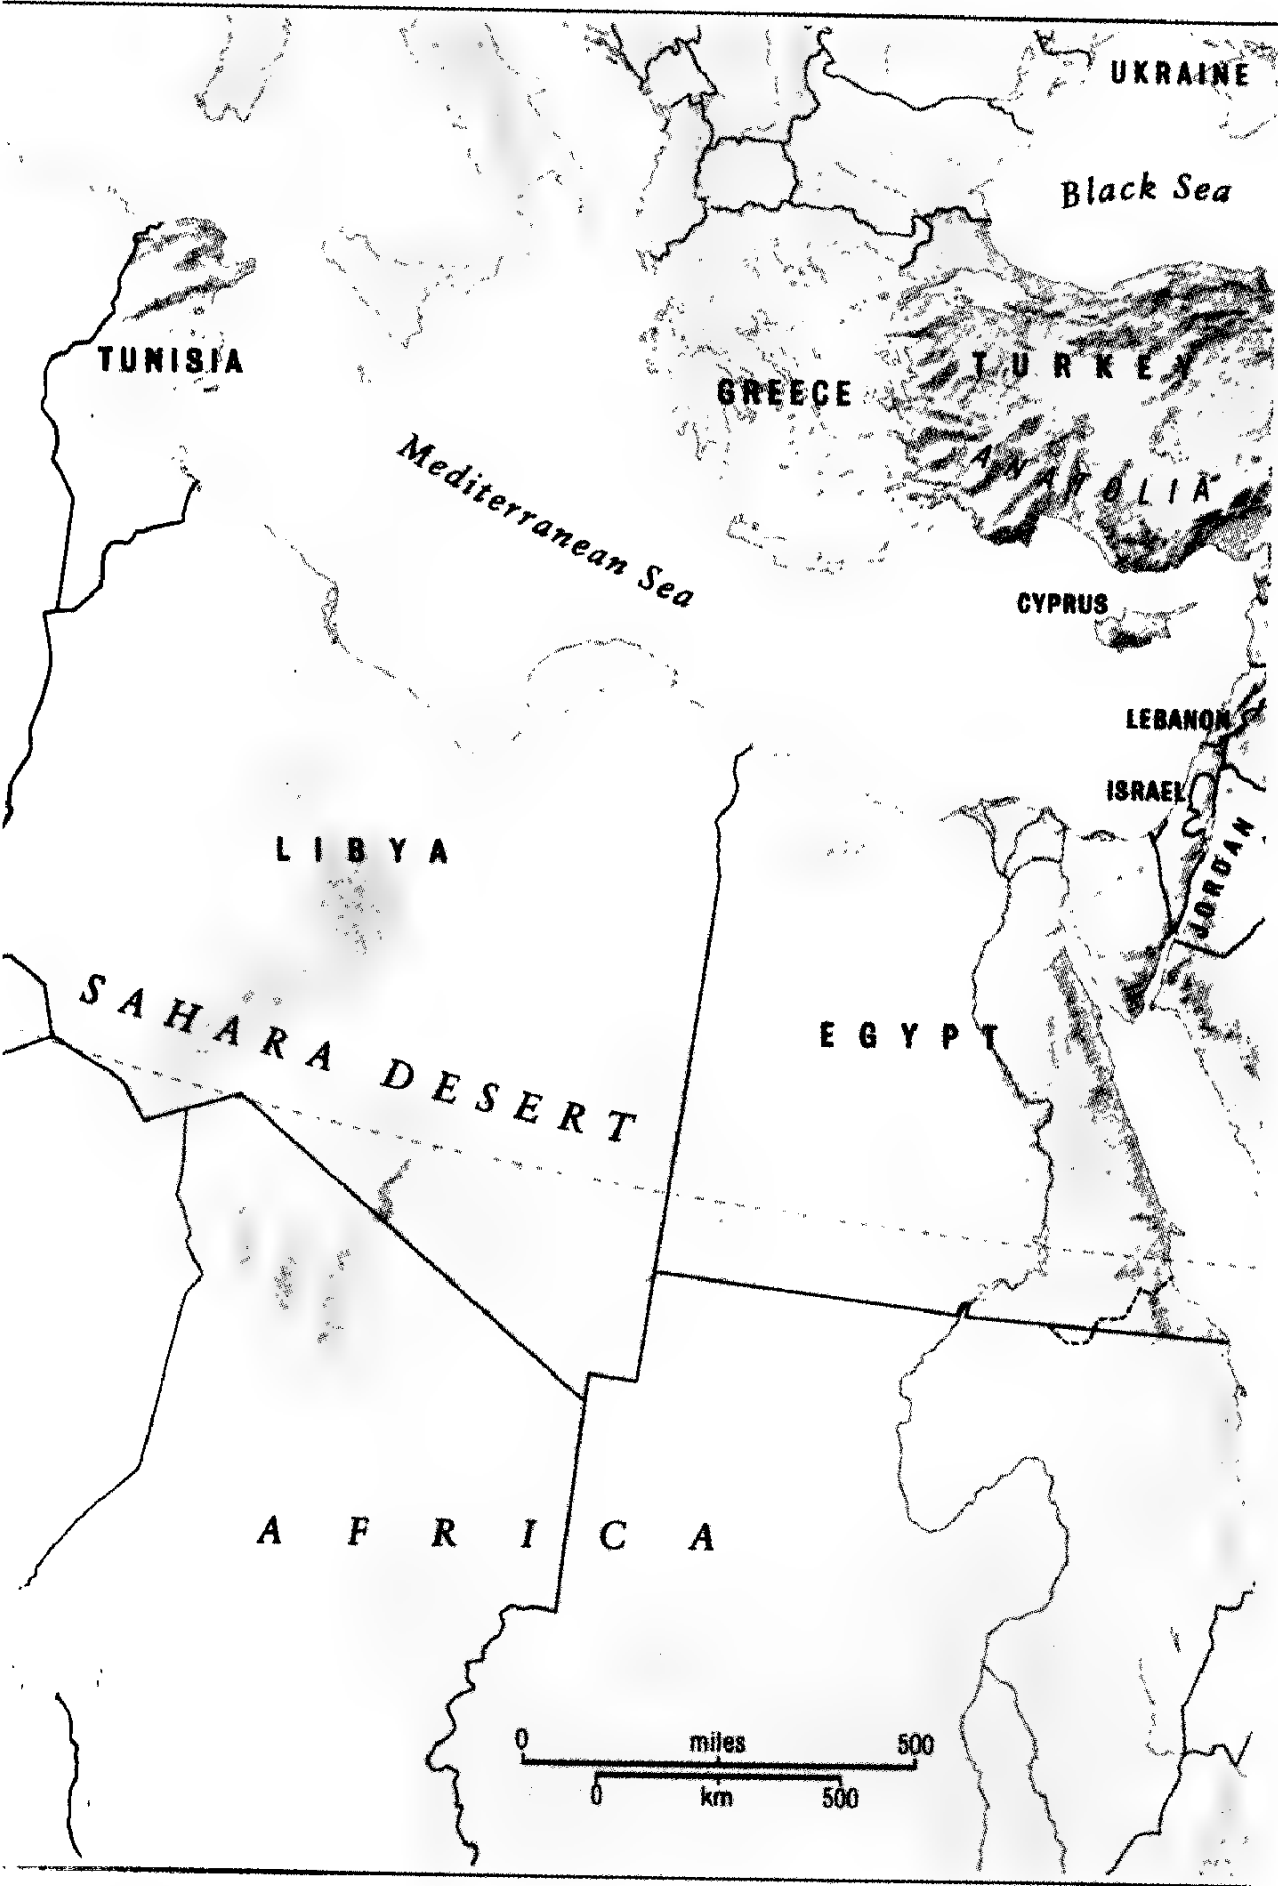 UKRAINE
Black Sea
TUNISIA
TURKEY
GREECE
ANATOLIA
Mediterranean Sea
CYPRUS
LEBANON
ISRAEL
JORDAN
LIBYA
SAHARA DESERT
EGYPT
AFRICA
0 miles 500
0 km 500